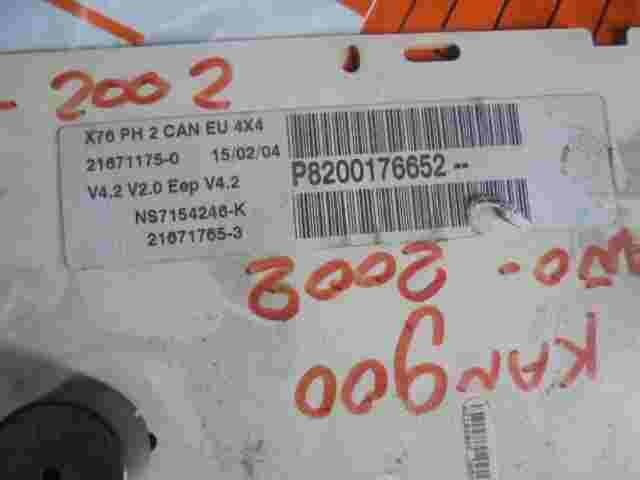 - 2002
X76 PH 2 CAN EU 4X4
21671175-0 15/02/04
V4.2 V2.0 Eep V4.2
NS7154246-K
21671765-3
P8200176652--
- 2002
KANGOO